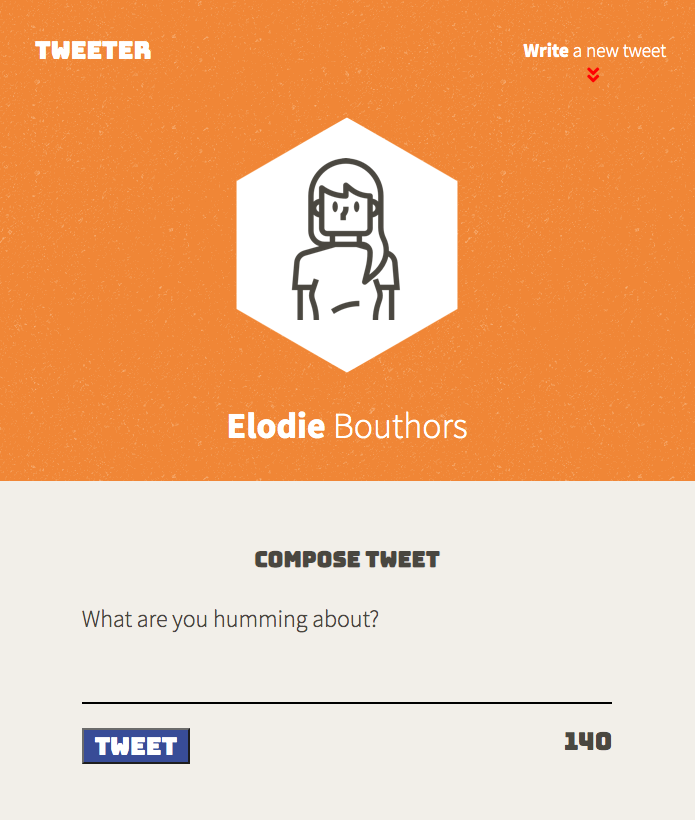 TWEETER
Write a new tweet
Elodie Bouthors
COMPOSE TWEET
What are you humming about?
TWEET
140